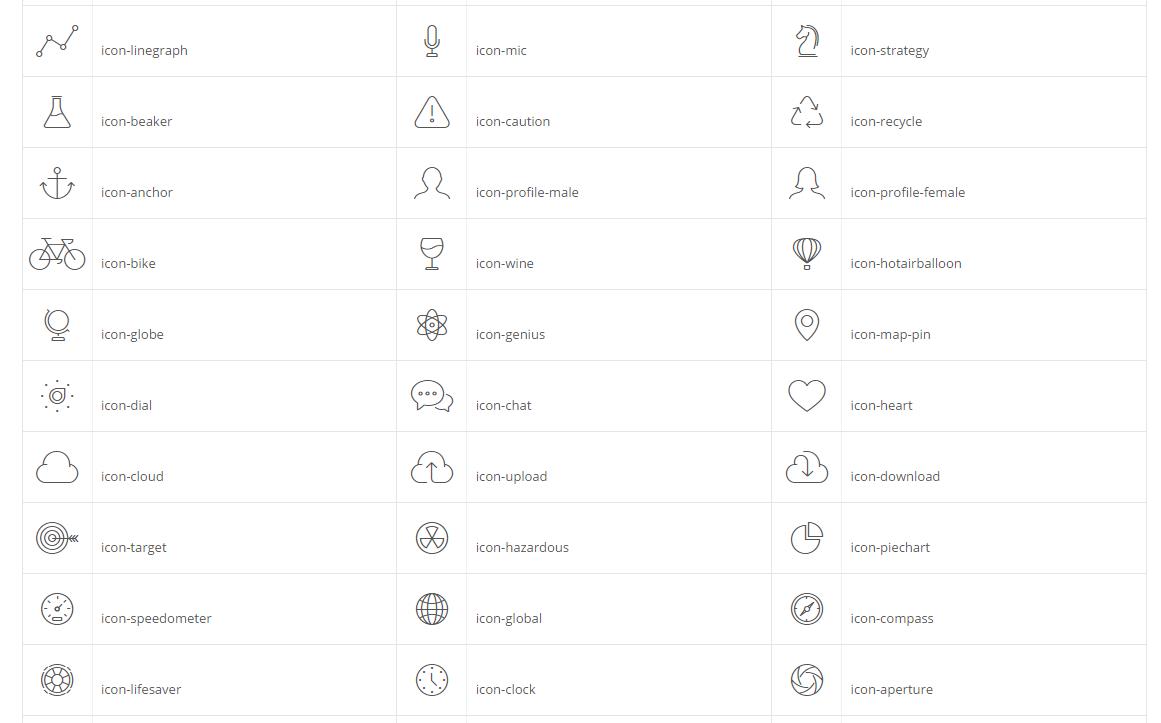 icon-linegraph
icon-mic
icon-strategy
icon-beaker
icon-caution
icon-recycle
icon-anchor
icon-profile-male
icon-profile-female
icon-bike
icon-wine
icon-hotairballoon
icon-globe
icon-genius
icon-map-pin
icon-dial
icon-chat
icon-heart
icon-cloud
icon-upload
icon-download
icon-target
icon-hazardous
icon-piechart
icon-speedometer
icon-global
icon-compass
icon-lifesaver
icon-clock
icon-aperture